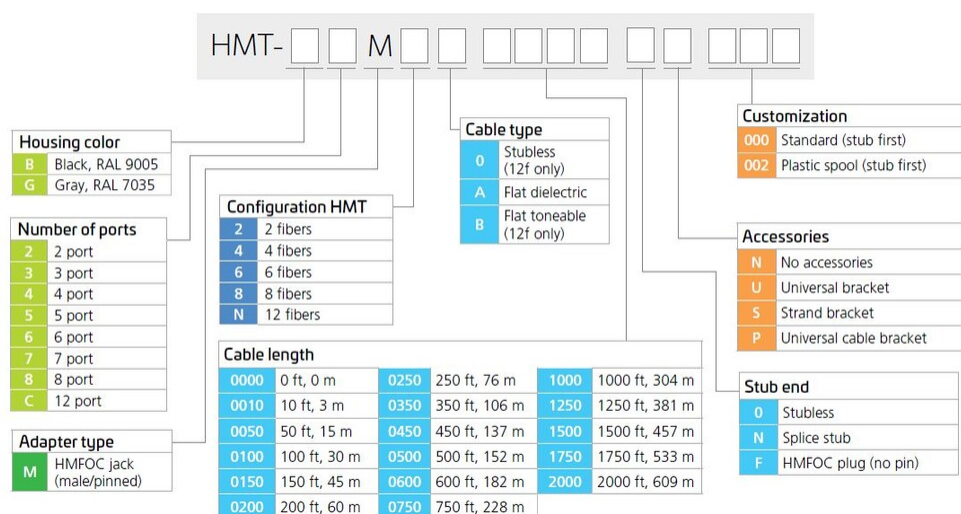 HMT- M
Housing color
B Black, RAL 9005
G Gray, RAL 7035
Number of ports
2 2 port
3 3 port
4 4 port
5 5 port
6 6 port
7 7 port
8 8 port
C 12 port
Adapter type
M HMFOC jack
(male/pinned)
Configuration HMT
2 2 fibers
4 4 fibers
6 6 fibers
8 8 fibers
N 12 fibers
Cable type
0 Stubless
(12f only)
A Flat dielectric
B Flat toneable
(12f only)
Cable length
0000 0 ft, 0 m 0250 250 ft, 76 m 1000 1000 ft, 304 m
0010 10 ft, 3 m 0350 350 ft, 106 m 1250 1250 ft, 381 m
0050 50 ft, 15 m 0450 450 ft, 137 m 1500 1500 ft, 457 m
0100 100 ft, 30 m 0500 500 ft, 152 m 1750 1750 ft, 533 m
0150 150 ft, 45 m 0600 600 ft, 182 m 2000 2000 ft, 609 m
0200 200 ft, 60 m 0750 750 ft, 228 m
Customization
000 Standard (stub first)
002 Plastic spool (stub first)
Accessories
N No accessories
U Universal bracket
S Strand bracket
P Universal cable bracket
Stub end
0 Stubless
N Splice stub
F HMFOC plug (no pin)